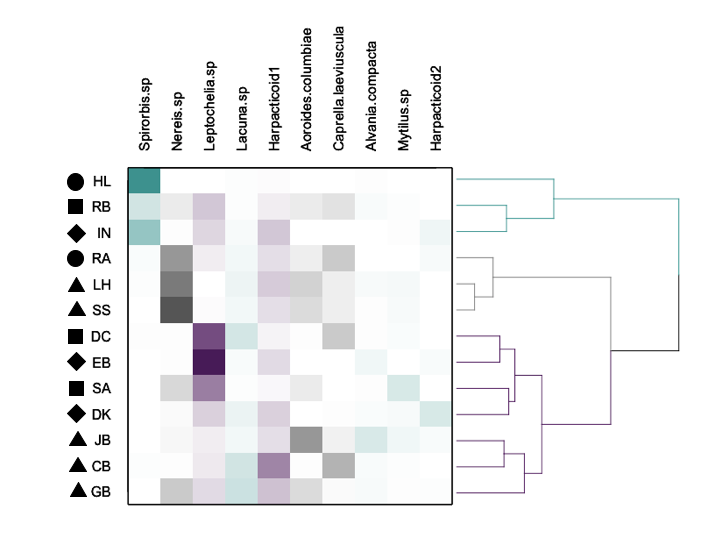 Spirorbis.sp
Nereis.sp
Leptochelia.sp
Lacuna.sp
Harpacticoid1
Aoroides.columbiae
Caprella.laeviuscula
Alvania.compacta
Mytilus.sp
Harpacticoid2
HL
RB
IN
RA
LH
SS
DC
EB
SA
DK
JB
CB
GB